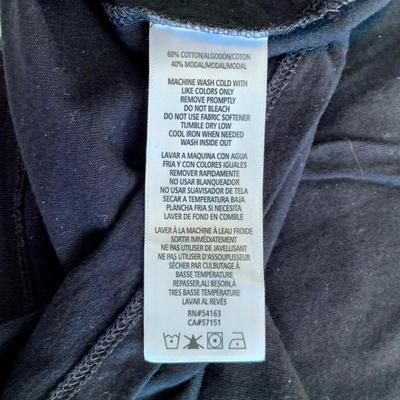 60% COTTON/ALGODÓN/COTON
40% MODAL/MODAL/MODAL
MACHINE WASH COLD WITH
LIKE COLORS ONLY
REMOVE PROMPTLY
DO NOT BLEACH
DO NOT USE FABRIC SOFTENER
TUMBLE DRY LOW
COOL IRON WHEN NEEDED
WASH INSIDE OUT
LAVAR A MAQUINA CON AGUA
FRIA Y CON COLORES IGUALES
REMOVER RAPIDAMENTE
NO USAR BLANQUEADOR
NO USAR SUAVISADOR DE TELA
SECAR A TEMPERATURA BAJA
PLANCHA FRIA SI NECESITA
LAVER DE FOND EN COMBLE
LAVER À LA MACHINE À LEAU FROIDE
SORTIR IMMÉDIATEMENT
NE PAS UTILISER DE JAVELLISANT
NE PAS UTILISER D'ASSOUPLISSEUR
SÉCHER PAR CULBUTAGE À
BASSE TEMPÉRATURE
REPASSER,AU BESOIN,À
TRES BASSE TEMPÉRATURE
LAVAR AL REVÉS
RN#54163
CA#57151